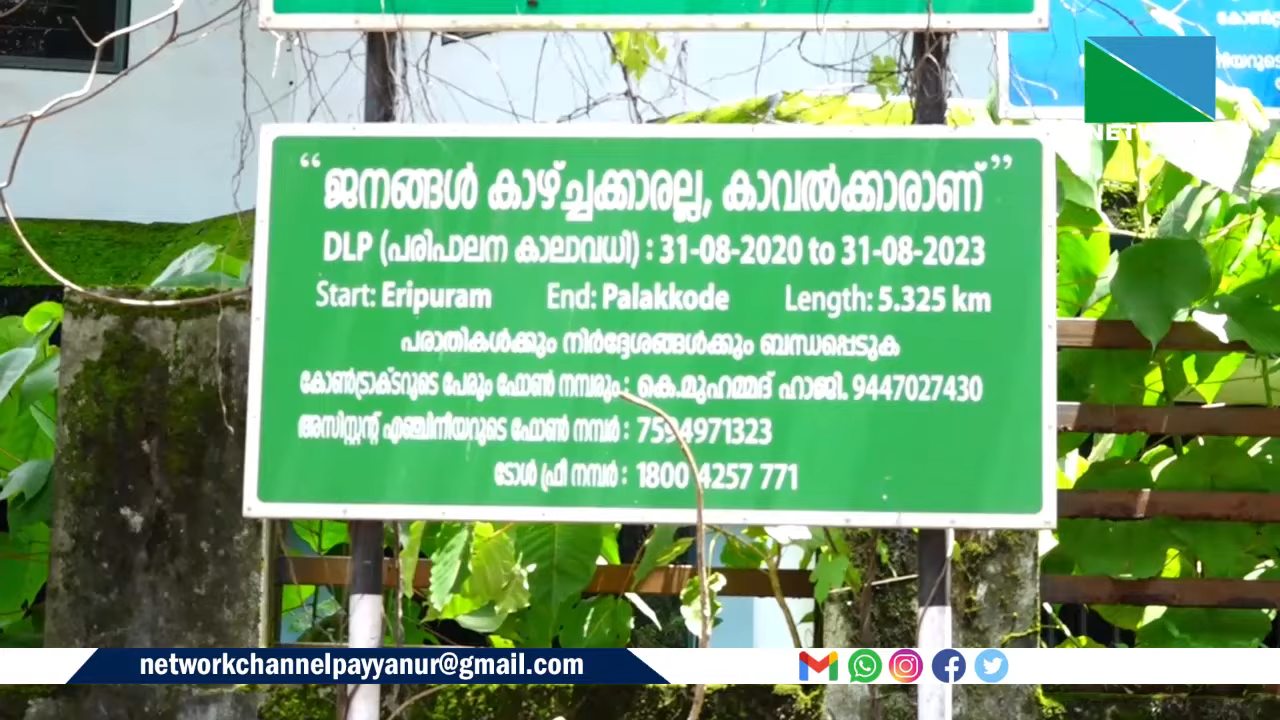 “ജനങ്ങൾ കാഴ്ച്ചക്കാരല്ല, കാവൽക്കാരാണ്”
DLP (പരിപാലന കാലാവധി) : 31-08-2020 to 31-08-2023
Start: Eripuram End: Palakkode Length: 5.325 km
പരാതികൾക്കും നിർദ്ദേശങ്ങൾക്കും ബന്ധപ്പെടുക
കോൺട്രാക്ടറുടെ പേരും ഫോൺ നമ്പരും : കെ.മുഹമ്മദ് ഹാജി. 9447027430
അസിസ്റ്റന്റ് എഞ്ചിനീയറുടെ ഫോൺ നമ്പർ : 7594971323
ടോൾ ഫ്രീ നമ്പർ : 1800 4257 771
networkchannelpayyanur@gmail.com